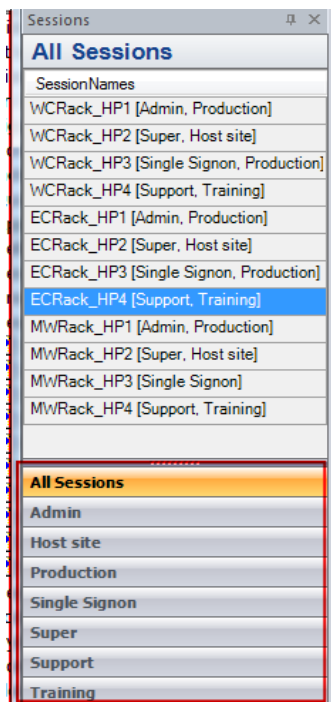 Sessions
All Sessions
SessionNames
WCRack_HP1 [Admin, Production]
WCRack_HP2 [Super, Host site]
WCRack_HP3 [Single Signon, Production]
WCRack_HP4 [Support, Training]
ECRack_HP1 [Admin, Production]
ECRack_HP2 [Super, Host site]
ECRack_HP3 [Single Signon, Production]
ECRack_HP4 [Support, Training]
MWRack_HP1 [Admin, Production]
MWRack_HP2 [Super, Host site]
MWRack_HP3 [Single Signon]
MWRack_HP4 [Support, Training]
All Sessions
Admin
Host site
Production
Single Signon
Super
Support
Training